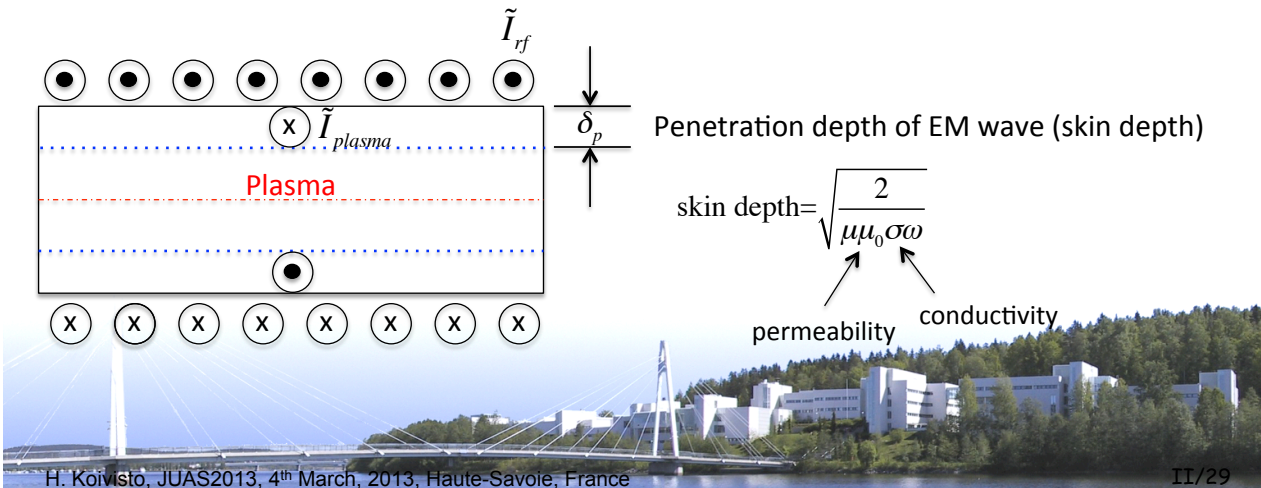 Ĩ_rf
x Ĩ_plasma
δ_p
Penetration depth of EM wave (skin depth)
Plasma
skin depth=√(2/(μμ₀σω))
permeability
conductivity
x x x x x x x x
H. Koivisto, JUAS2013, 4th March, 2013, Haute-Savoie, France
II/29